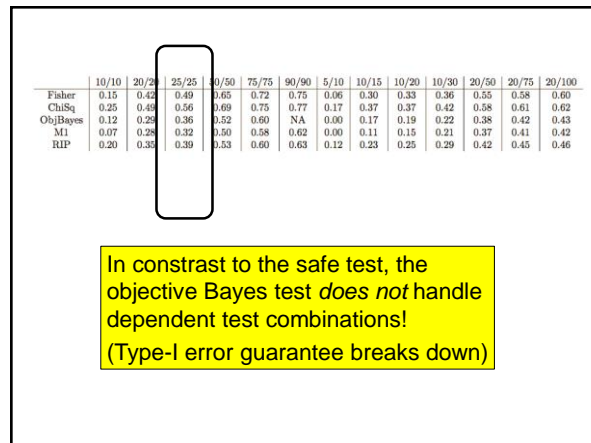 10/10 20/20 25/25 50/50 75/75 90/90 5/10 10/15 10/20 10/30 20/50 20/75 20/100
Fisher 0.15 0.42 0.49 0.65 0.72 0.75 0.06 0.30 0.33 0.36 0.55 0.58 0.60
ChiSq 0.25 0.49 0.56 0.69 0.75 0.77 0.17 0.37 0.37 0.42 0.58 0.61 0.62
ObjBayes 0.12 0.29 0.36 0.52 0.60 NA 0.00 0.17 0.19 0.22 0.38 0.42 0.43
M1 0.07 0.28 0.32 0.50 0.58 0.62 0.00 0.11 0.15 0.21 0.37 0.41 0.42
RIP 0.20 0.35 0.39 0.53 0.60 0.63 0.12 0.23 0.25 0.29 0.42 0.45 0.46
In constrast to the safe test, the
objective Bayes test does not handle
dependent test combinations!
(Type-I error guarantee breaks down)